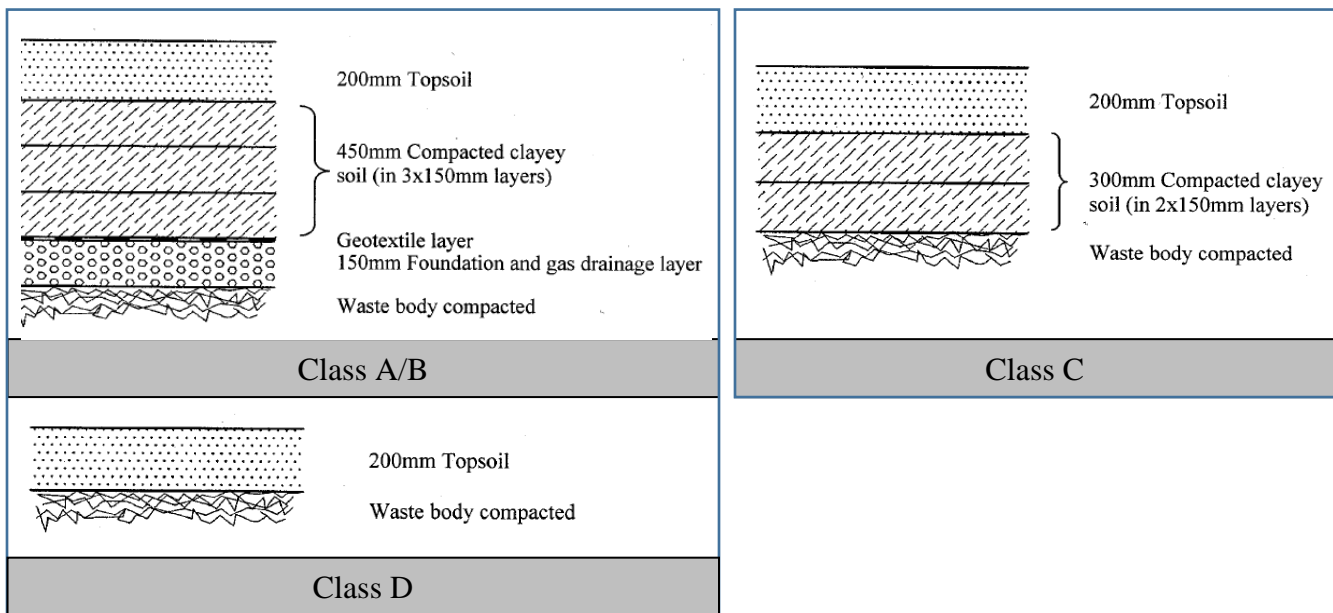 200mm Topsoil
450mm Compacted clayey
soil (in 3x150mm layers)
Geotextile layer
150mm Foundation and gas drainage layer
Waste body compacted
Class A/B
200mm Topsoil
300mm Compacted clayey
soil (in 2x150mm layers)
Waste body compacted
Class C
200mm Topsoil
Waste body compacted
Class D